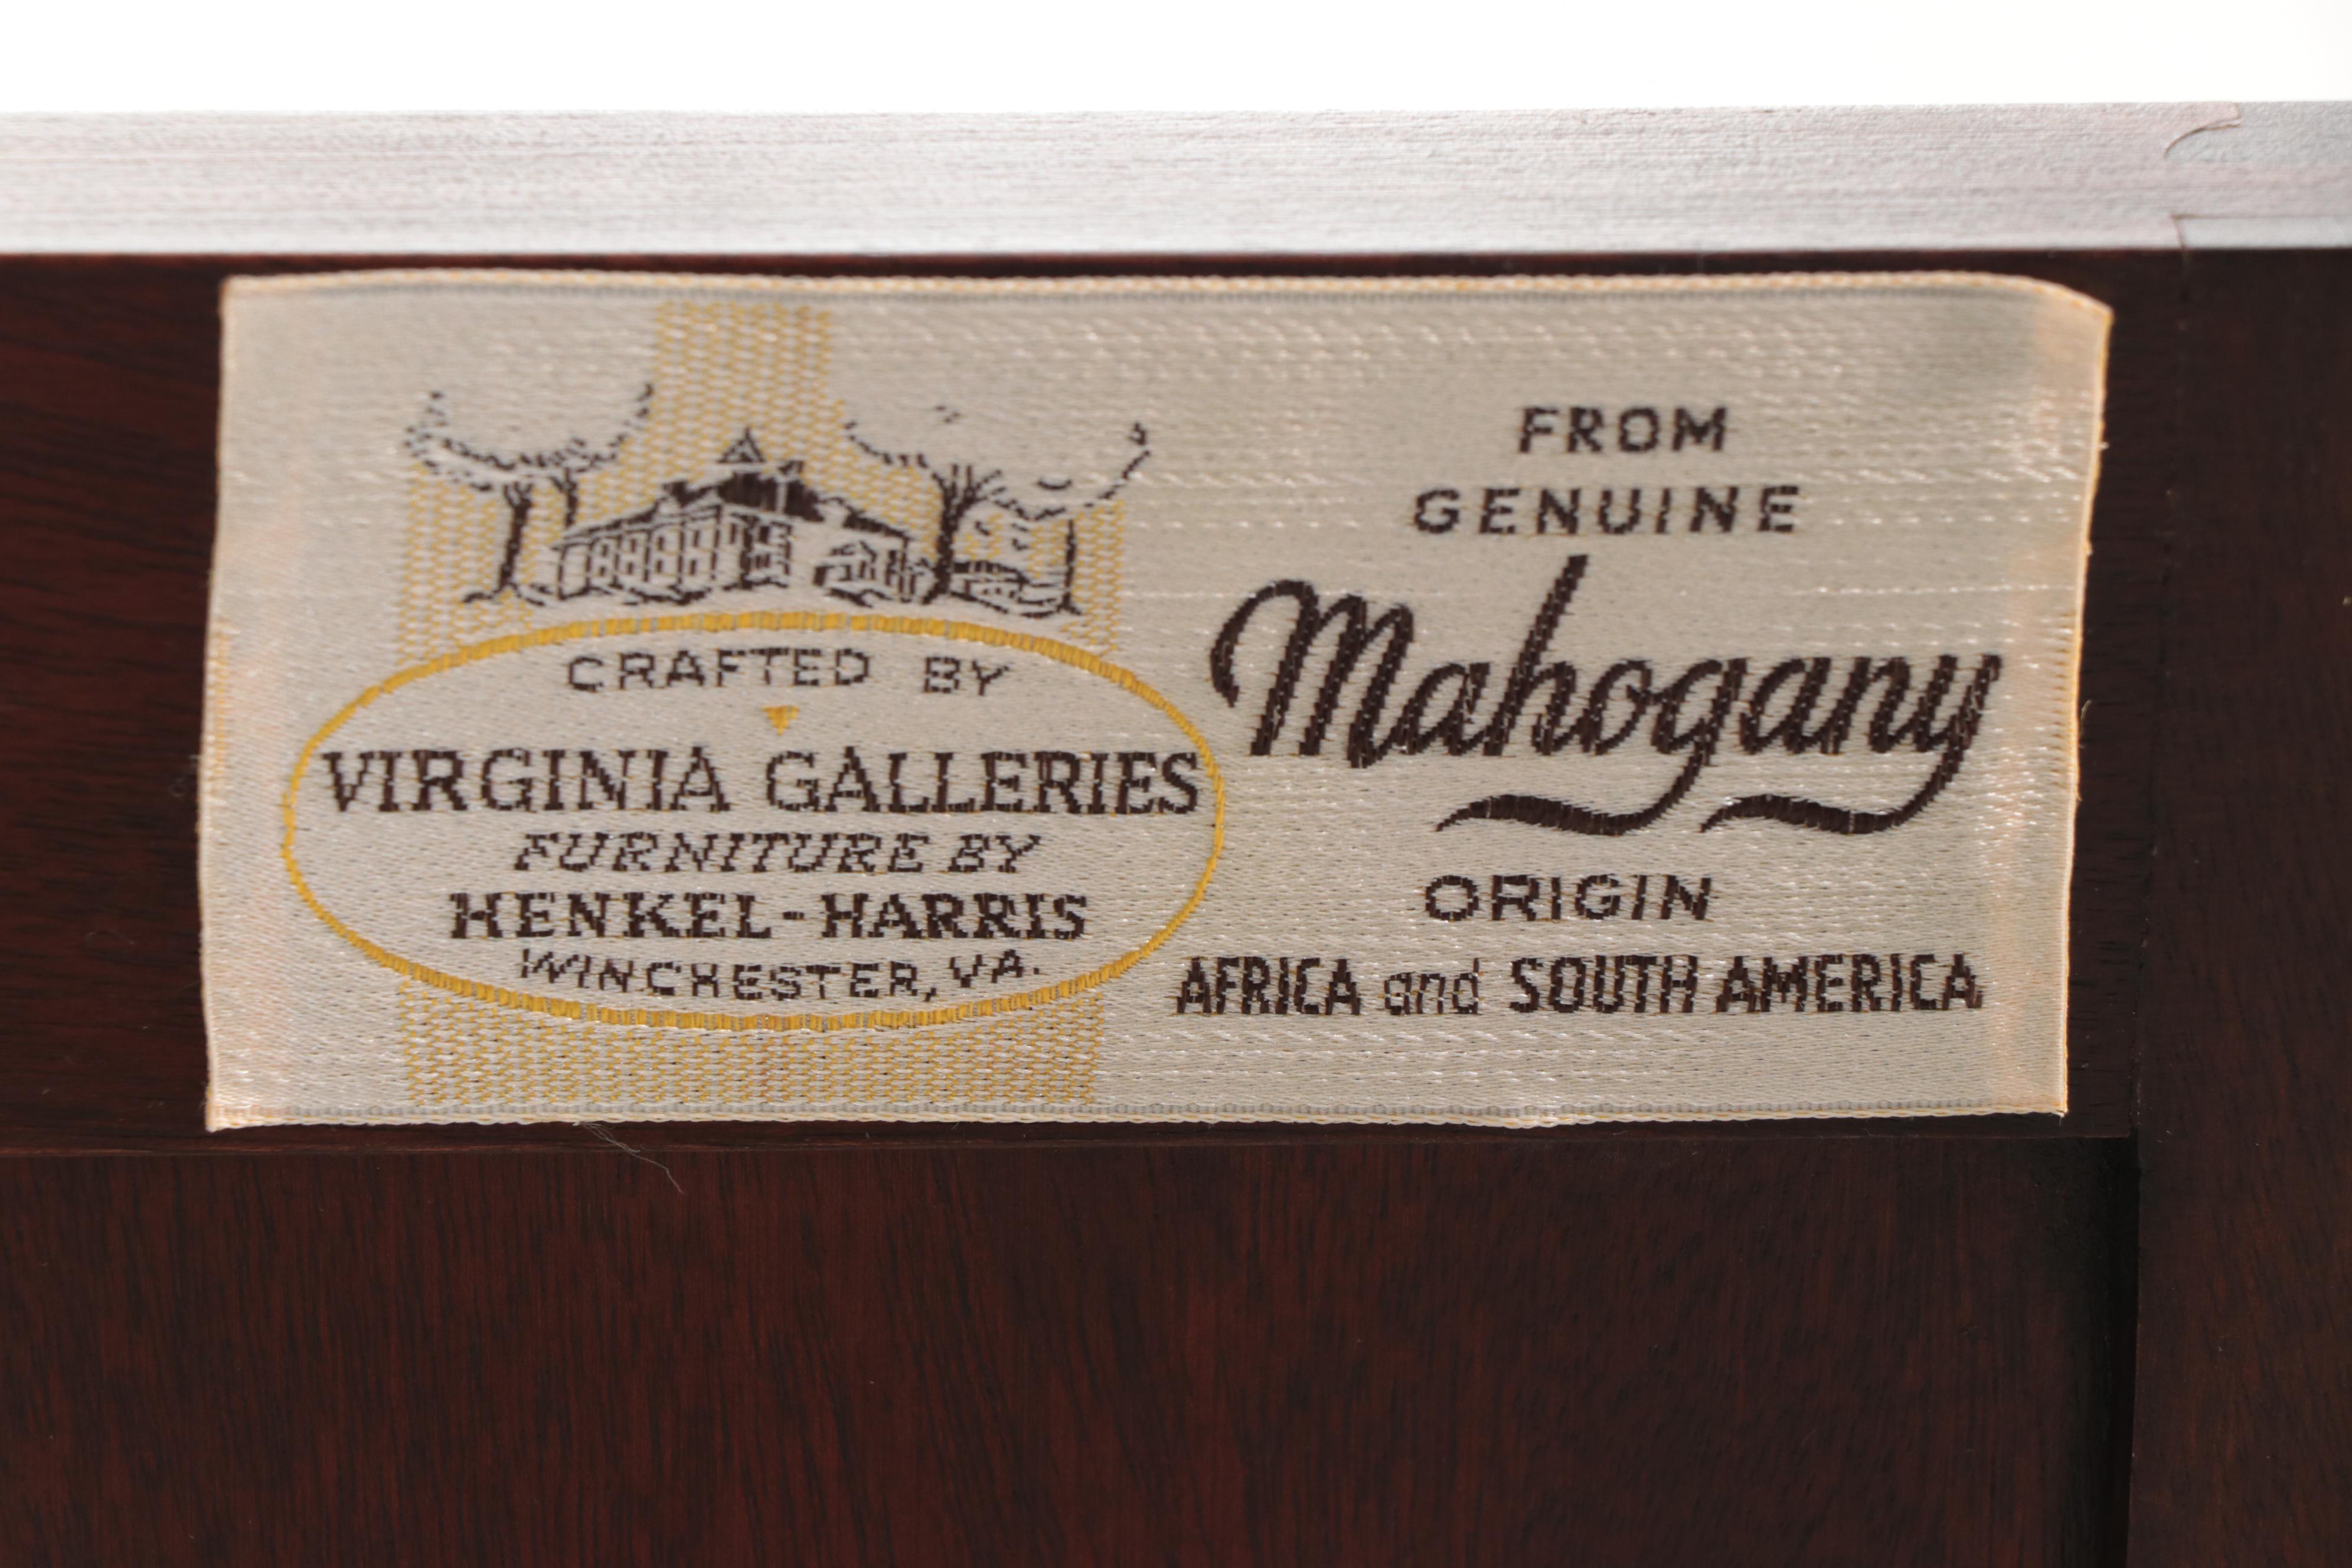 CRAFTED BY
VIRGINIA GALLERIES
FURNITURE BY
HENKEL-HARRIS
WINCHESTER, VA.
FROM
GENUINE
Mahogany
ORIGIN
AFRICA and SOUTH AMERICA